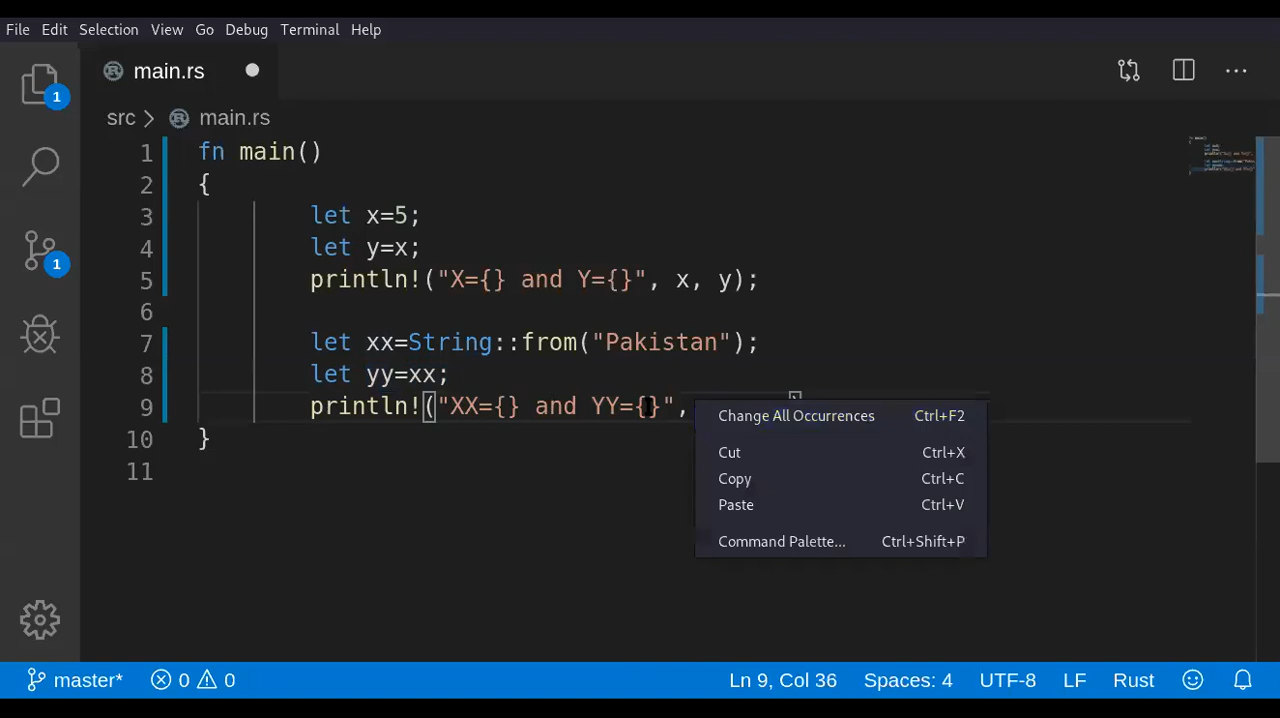 File Edit Selection View Go Debug Terminal Help
main.rs
1
src > main.rs
1 fn main()
2 {
3 let x=5;
4 let y=x;
1
5 println!("X={} and Y={}", x, y);
6
7 let xx=String::from("Pakistan");
8 let yy=xx;
9 println!("XX={} and YY={}",
10 }
11
Change All Occurrences Ctrl+F2
Cut Ctrl+X
Copy Ctrl+C
Paste Ctrl+V
Command Palette... Ctrl+Shift+P
master* 0 0 Ln 9, Col 36 Spaces: 4 UTF-8 LF Rust